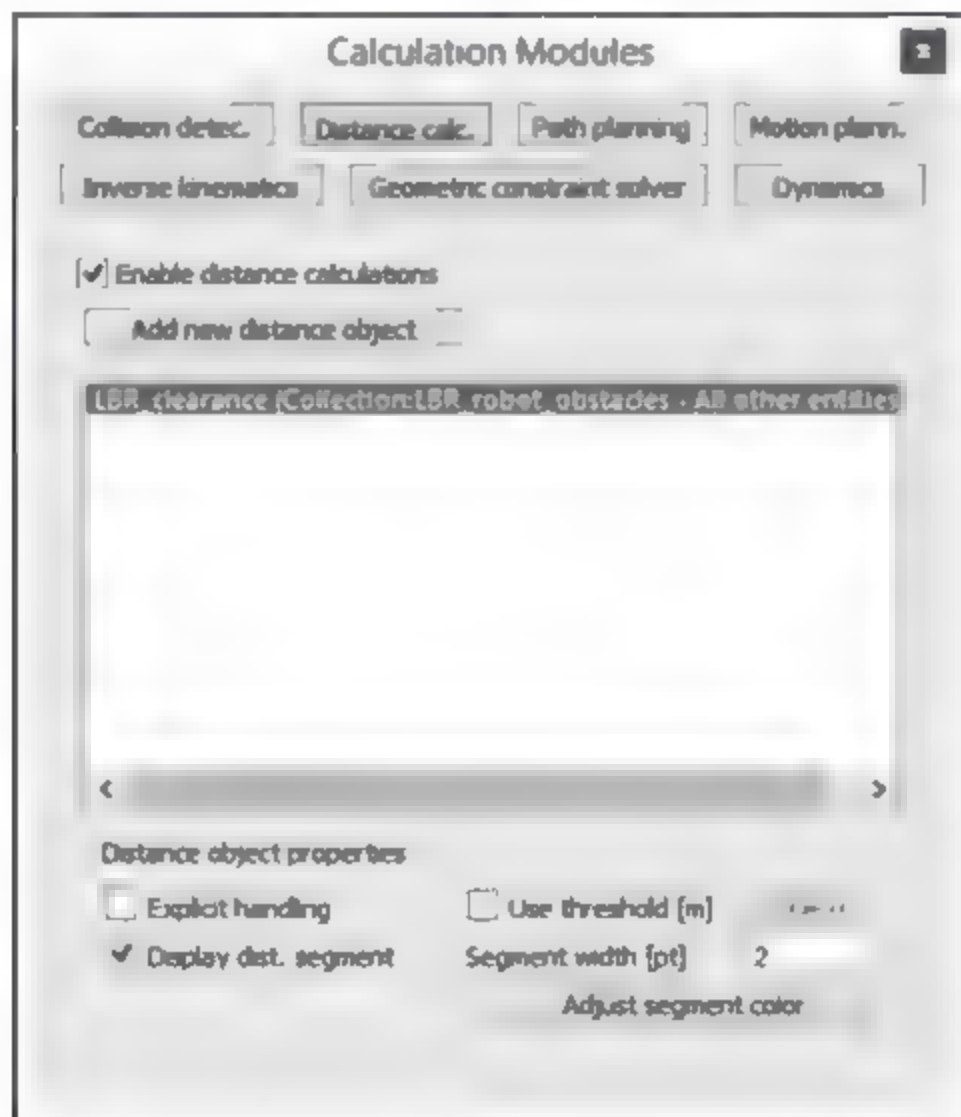 Calculation Modules
Collision detec. Distance calc. Path planning Motion plann.
Inverse kinematics Geometric constraint solver Dynamics
Enable distance calculations
Add new distance object
LBR_clearance (Collection:LBR_robot_obstacles - All other entities
Distance object properties
Explicit handling Use threshold [m]
Display dist. segment Segment width [pt] 2
Adjust segment color